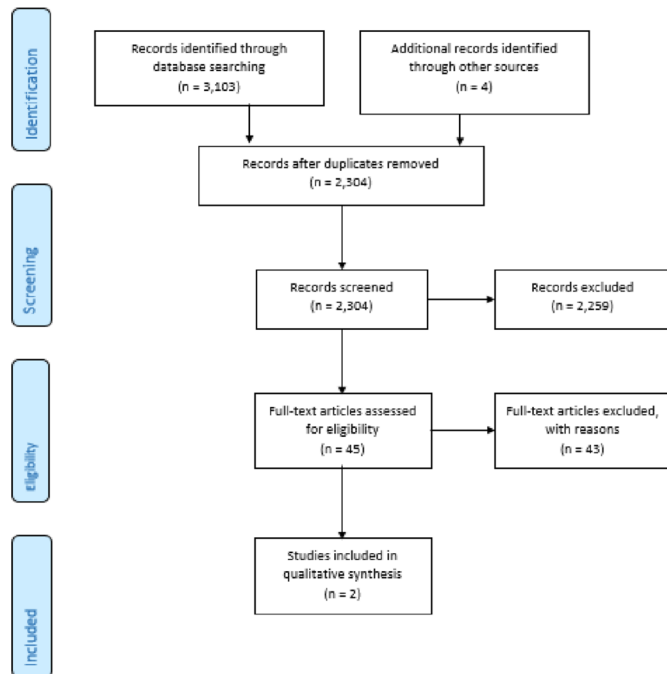 Identification
Records identified through
database searching
(n = 3,103)
Additional records identified
through other sources
(n = 4)
Records after duplicates removed
(n = 2,304)
Screening
Records screened
(n = 2,304)
Records excluded
(n = 2,259)
Eligibility
Full-text articles assessed
for eligibility
(n = 45)
Full-text articles excluded,
with reasons
(n = 43)
Included
Studies included in
qualitative synthesis
(n = 2)